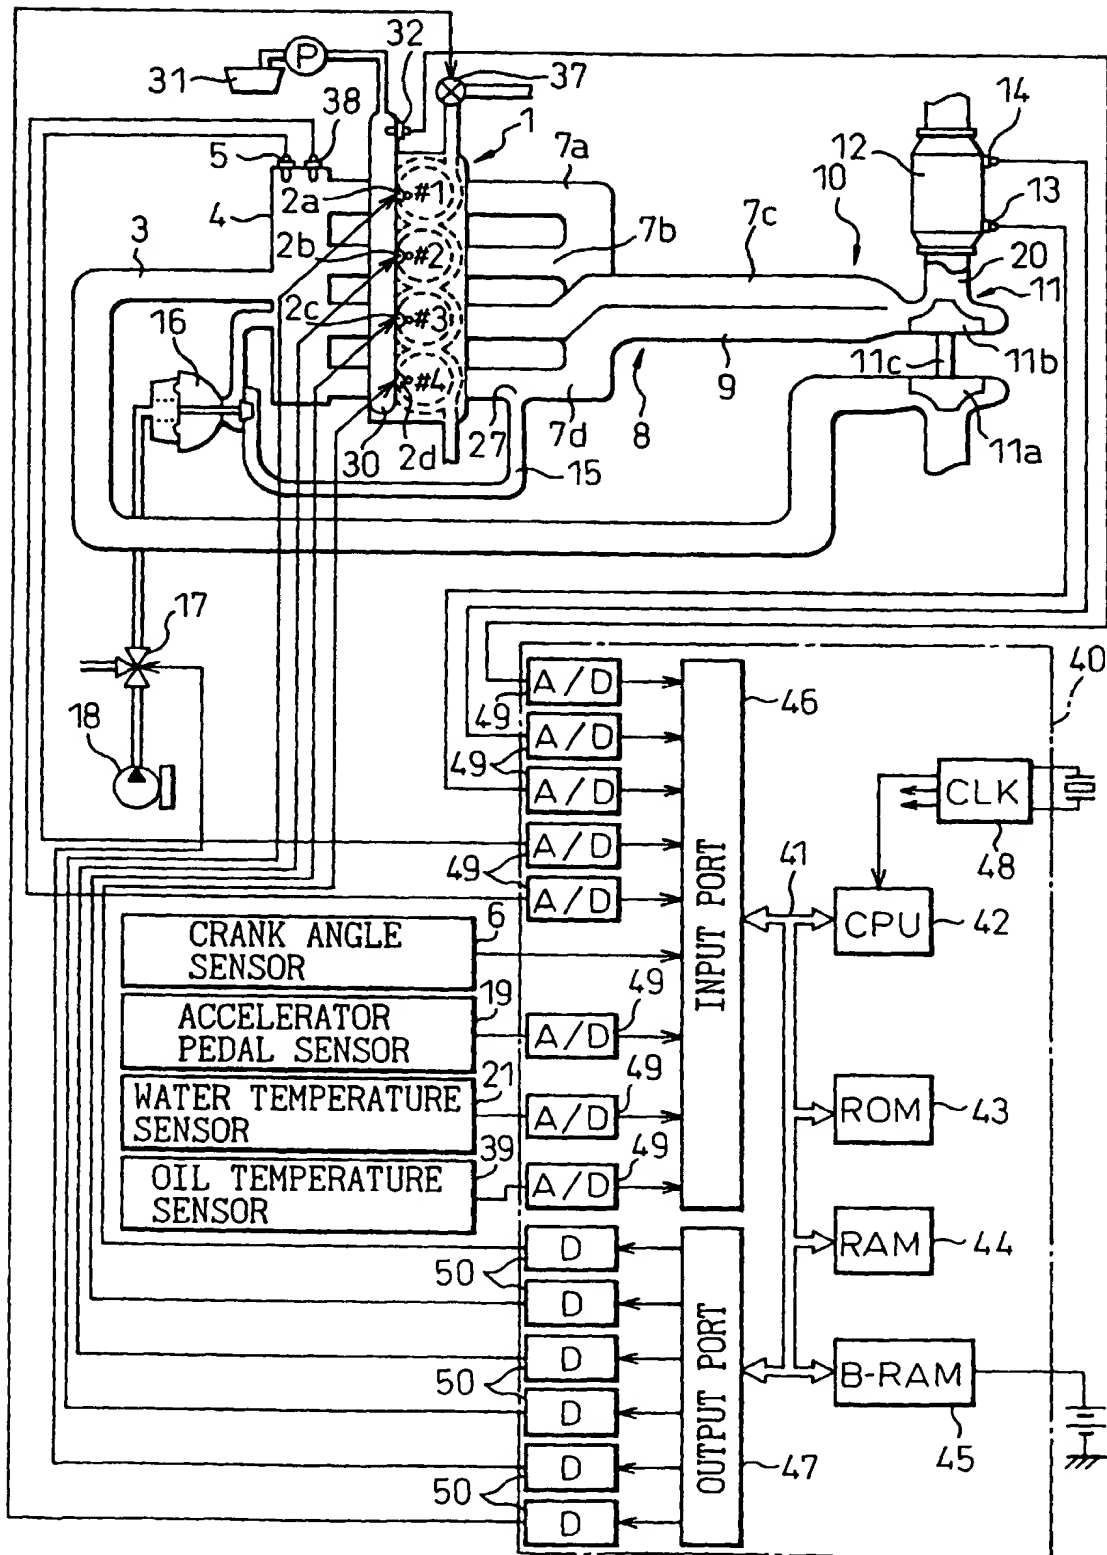 P
32
31
38
37
1
14
5
7a
12
2a
#1
10
4
13
3
2b
#2
7b
7c
20
11
2c
#3
16
11c
11b
9
#4
27
7d
8
11a
30
2d
15
17
18
40
A/D
46
49
A/D
49
A/D
CLK
48
A/D
49
A/D
INPUT PORT
41
CPU
42
6
CRANK ANGLE
SENSOR
19
49
ACCELERATOR
PEDAL SENSOR
A/D
21
49
WATER TEMPERATURE
SENSOR
A/D
ROM
43
39
49
OIL TEMPERATURE
SENSOR
A/D
D
50
RAM
44
D
D
50
OUTPUT PORT
B-RAM
45
D
D
47
50
D